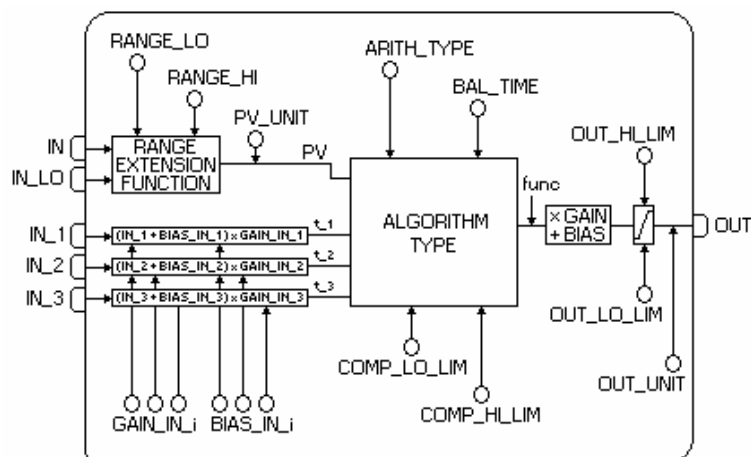 RANGE_LO
RANGE_HI
ARITH_TYPE
BAL_TIME
PV_UNIT
OUT_HI_LIM
IN
IN_LO
RANGE
EXTENSION
FUNCTION
PV
func
IN_1
(IN_1 + BIAS_IN_1) x GAIN_IN_1
t_1
IN_2
(IN_2 + BIAS_IN_2) x GAIN_IN_2
t_2
IN_3
(IN_3 + BIAS_IN_3) x GAIN_IN_3
t_3
ALGORITHM
TYPE
x GAIN
+ BIAS
OUT
OUT_LO_LIM
COMP_LO_LIM
OUT_UNIT
GAIN_IN_i
BIAS_IN_i
COMP_HI_LIM